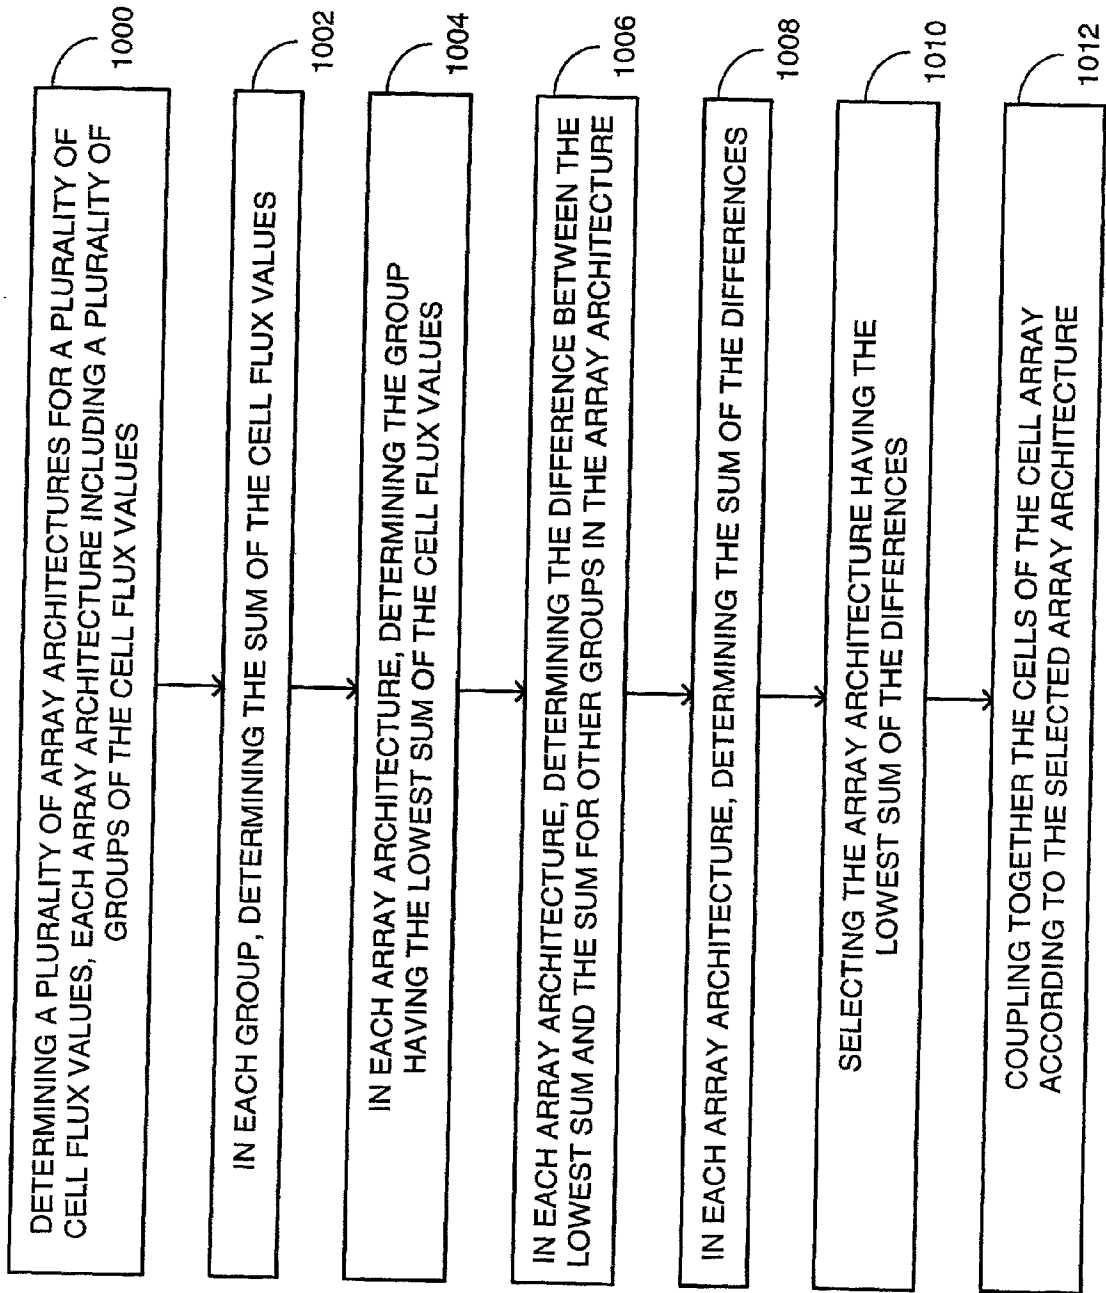 DETERMINING A PLURALITY OF ARRAY ARCHITECTURES FOR A PLURALITY OF
CELL FLUX VALUES, EACH ARRAY ARCHITECTURE INCLUDING A PLURALITY OF
GROUPS OF THE CELL FLUX VALUES
1000
IN EACH GROUP, DETERMINING THE SUM OF THE CELL FLUX VALUES
1002
IN EACH ARRAY ARCHITECTURE, DETERMINING THE GROUP
HAVING THE LOWEST SUM OF THE CELL FLUX VALUES
1004
IN EACH ARRAY ARCHITECTURE, DETERMINING THE DIFFERENCE BETWEEN THE
LOWEST SUM AND THE SUM FOR OTHER GROUPS IN THE ARRAY ARCHITECTURE
1006
IN EACH ARRAY ARCHITECTURE, DETERMINING THE SUM OF THE DIFFERENCES
1008
SELECTING THE ARRAY ARCHITECTURE HAVING THE
LOWEST SUM OF THE DIFFERENCES
1010
COUPLING TOGETHER THE CELLS OF THE CELL ARRAY
ACCORDING TO THE SELECTED ARRAY ARCHITECTURE
1012